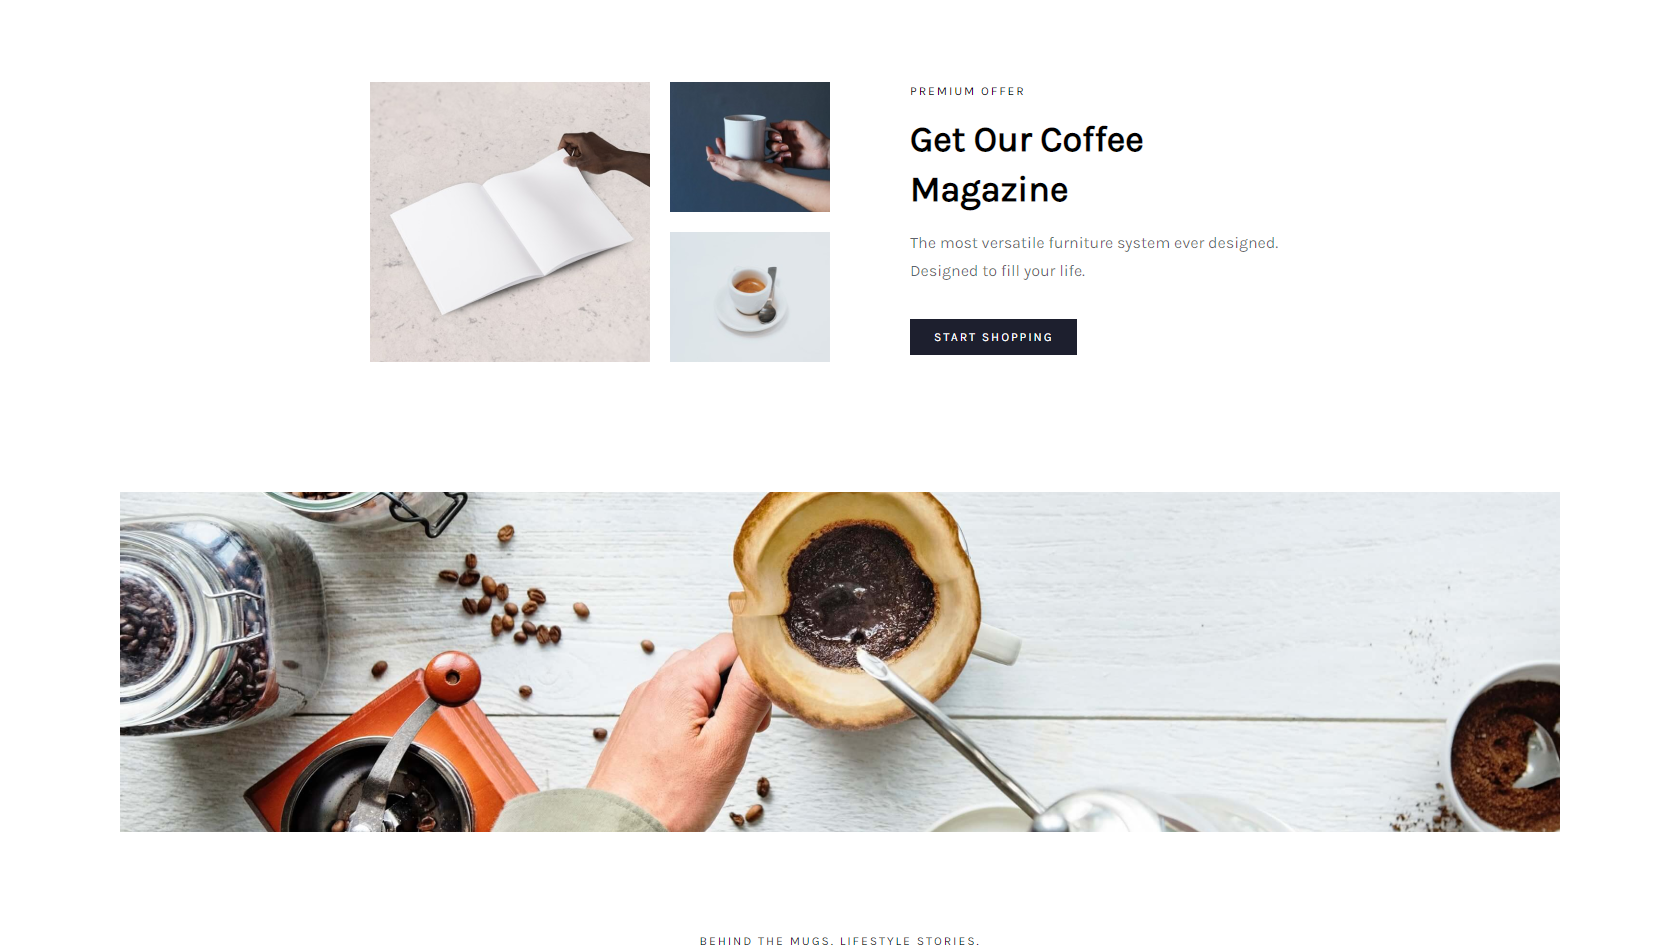 PREMIUM OFFER
Get Our Coffee
Magazine
The most versatile furniture system ever designed.
Designed to fill your life.
START SHOPPING
BEHIND THE MUGS. LIFESTYLE STORIES.